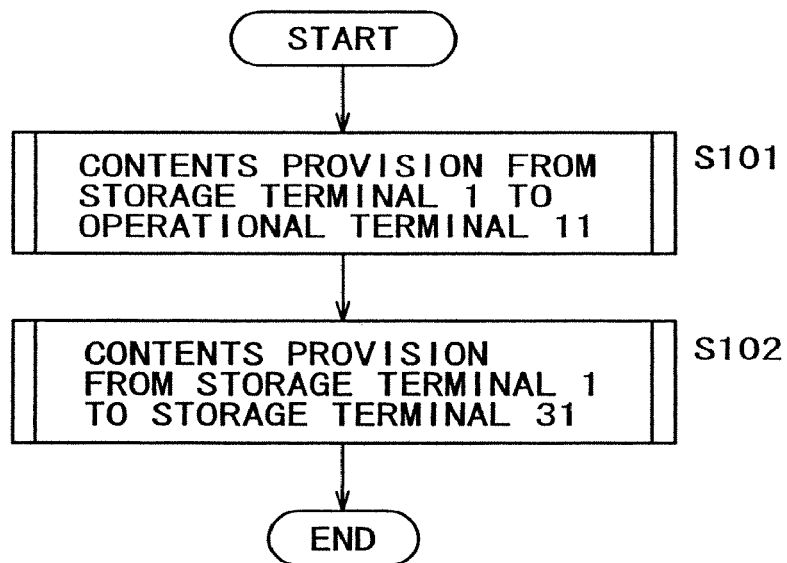 START
CONTENTS PROVISION FROM
STORAGE TERMINAL 1 TO
OPERATIONAL TERMINAL 11
S101
CONTENTS PROVISION
FROM STORAGE TERMINAL 1
TO STORAGE TERMINAL 31
S102
END